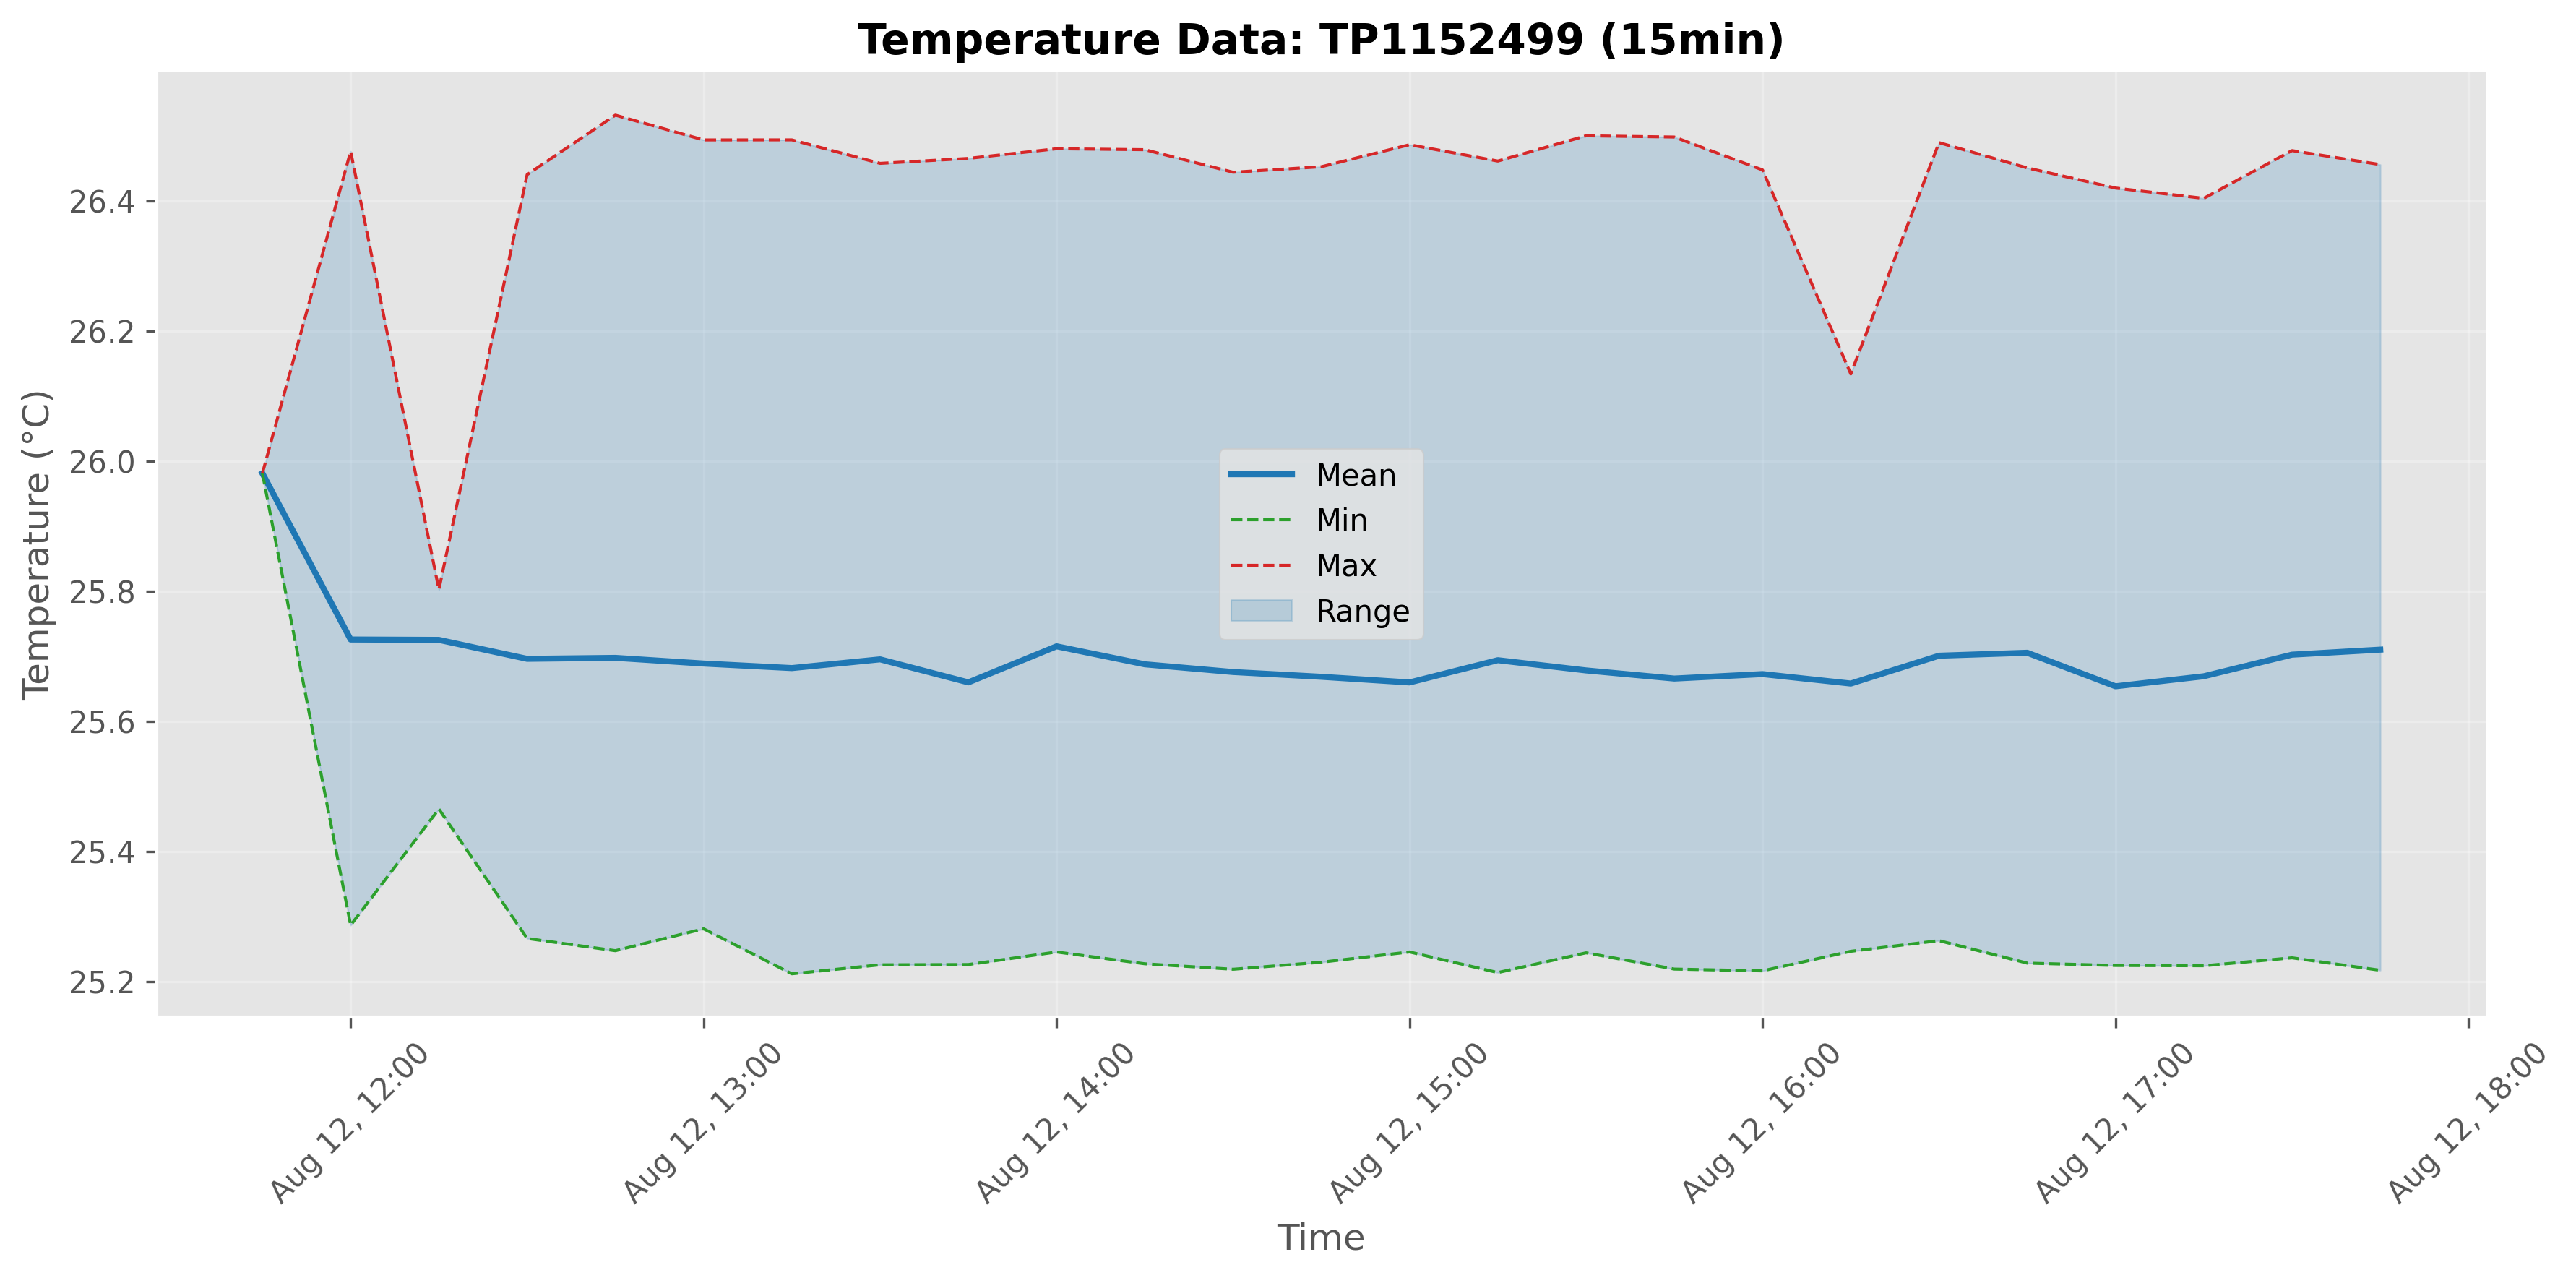 Temperature Data: TP1152499 (15min)
Temperature (°C)
26.4
26.2
26.0
25.8
25.6
25.4
25.2
Mean
Min
Max
Range
Aug 12, 12:00
Aug 12, 13:00
Aug 12, 14:00
Aug 12, 15:00
Aug 12, 16:00
Aug 12, 17:00
Aug 12, 18:00
Time